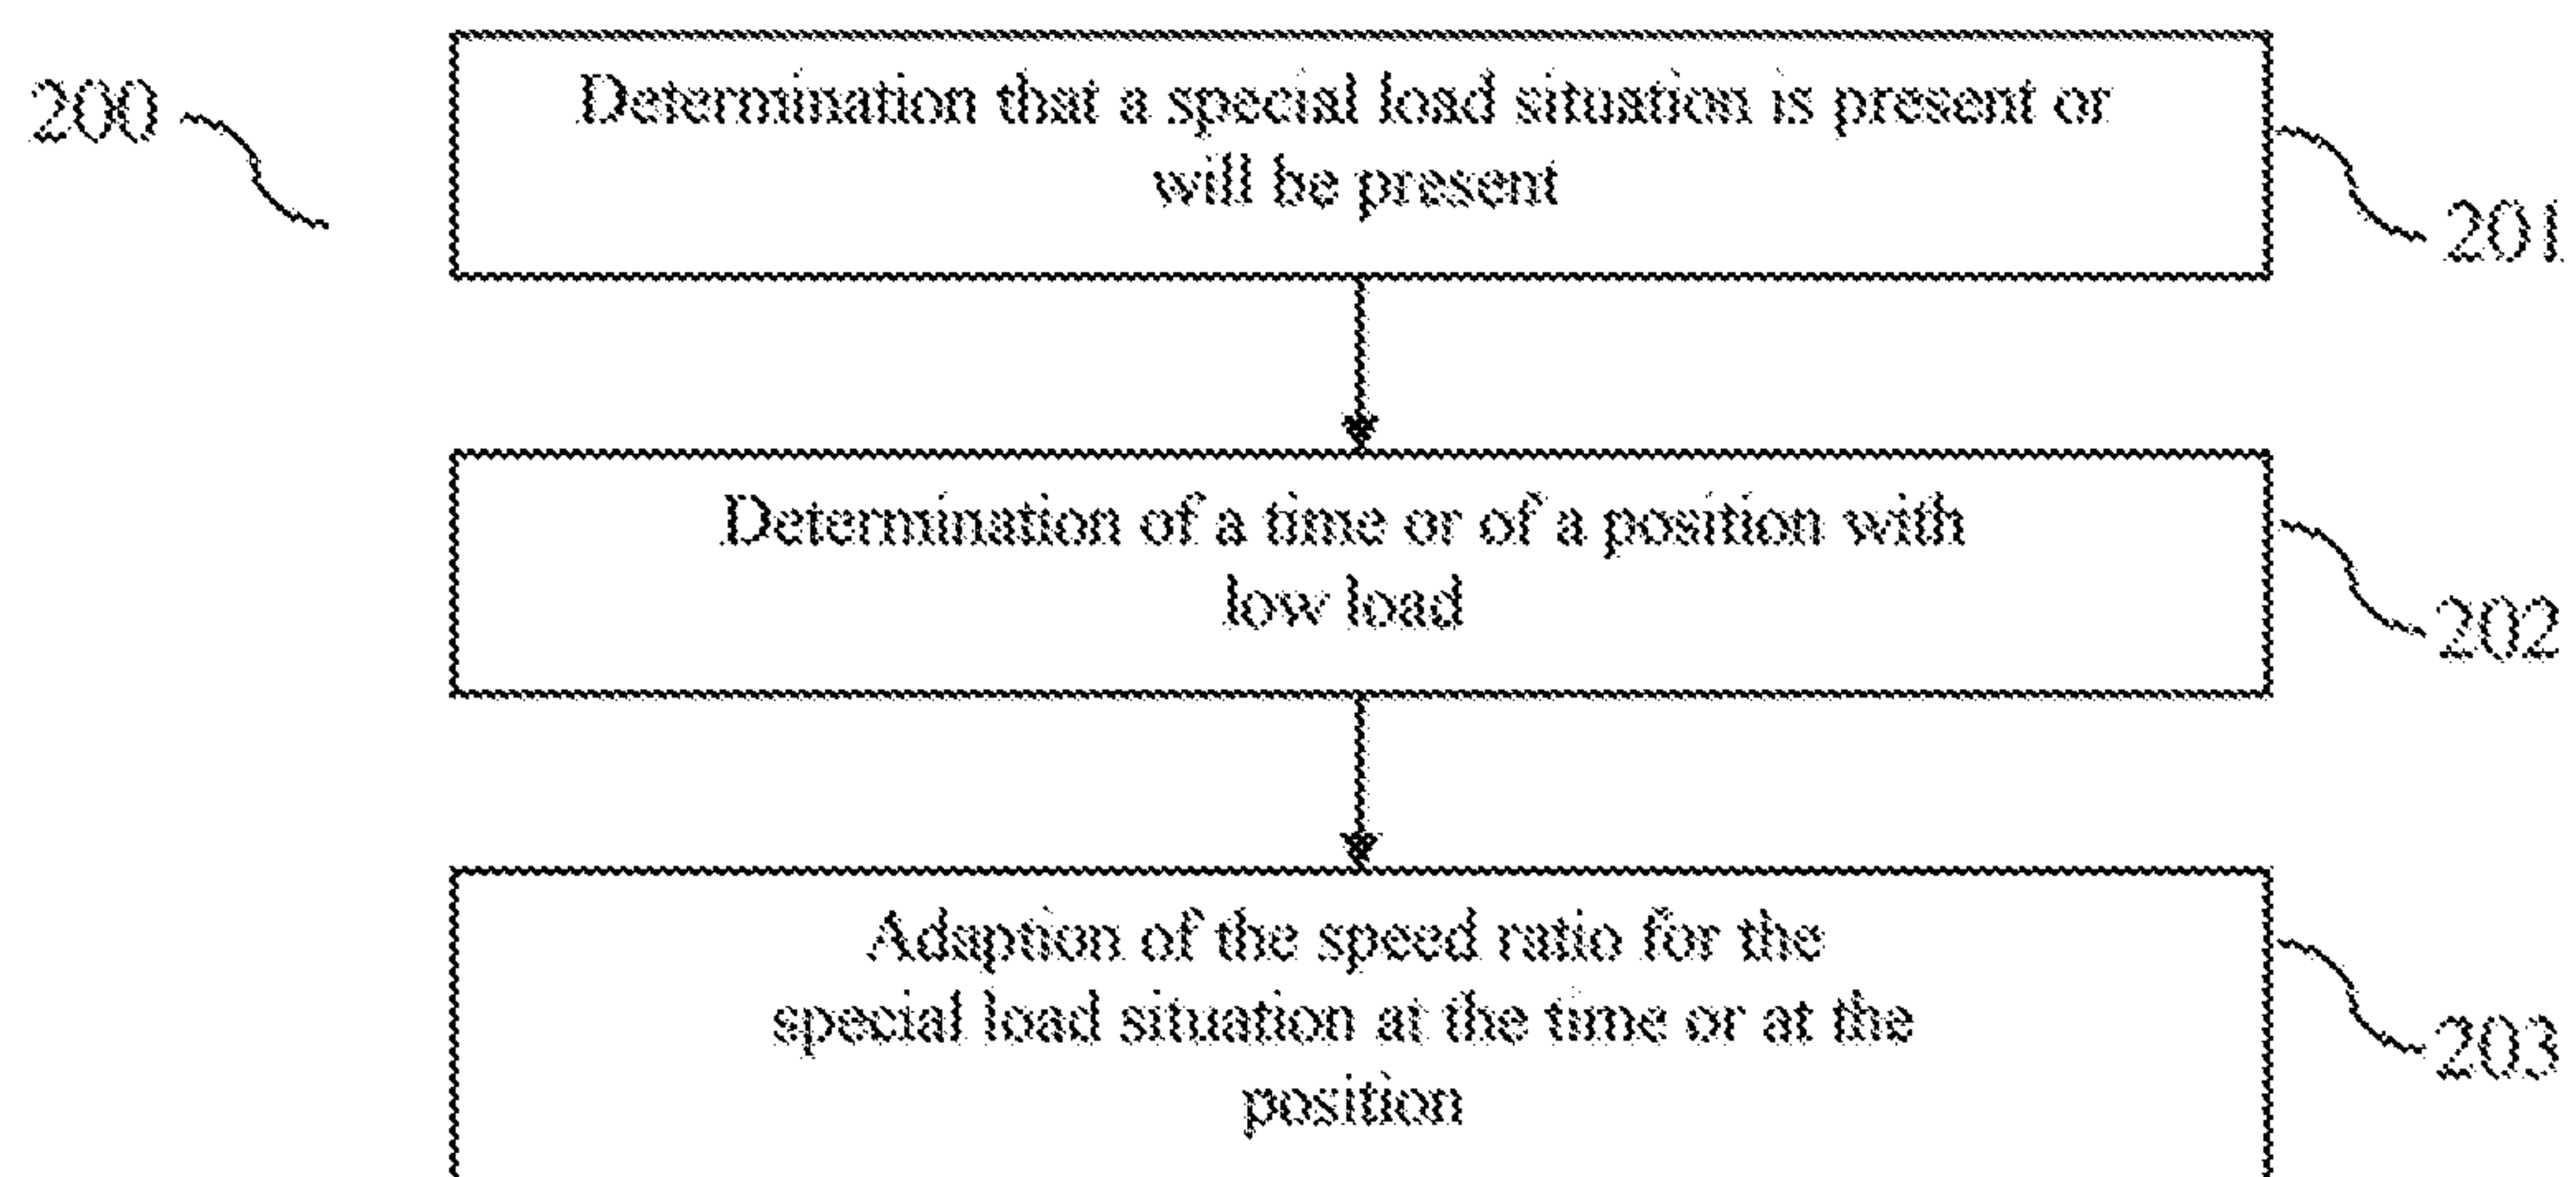 200
Determination that a special load situation is present or
will be present
201
Determination of a time or of a position with
low load
202
Adaption of the speed ratio for the
special load situation at the time or at the
position
203